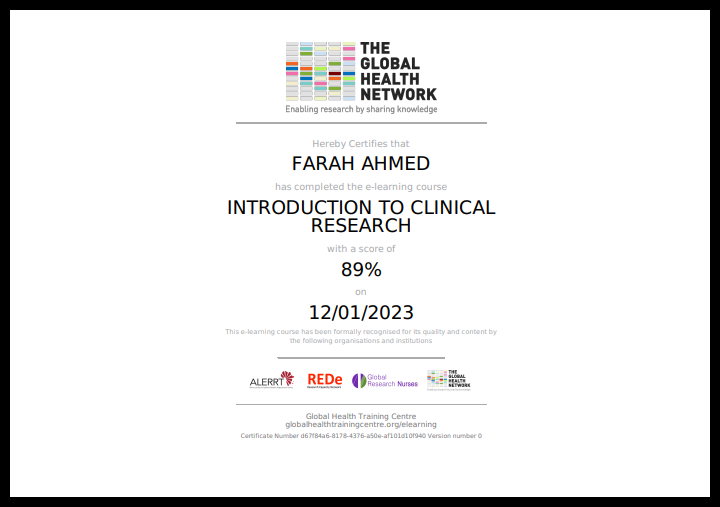 THE
GLOBAL
HEALTH
NETWORK
Enabling research by sharing knowledge
Hereby Certifies that
FARAH AHMED
has completed the e-learning course
INTRODUCTION TO CLINICAL
RESEARCH
with a score of
89%
on
12/01/2023
This e-learning course has been formally recognised for its quality and content by
the following organisations and institutions
ALERRT
REDe
Global
Research Nurses
THE
GLOBAL
HEALTH
NETWORK
Global Health Training Centre
globalhealthtrainingcentre.org/elearning
Certificate Number d67f84a6-8178-4376-a50e-af101d10f940 Version number 0